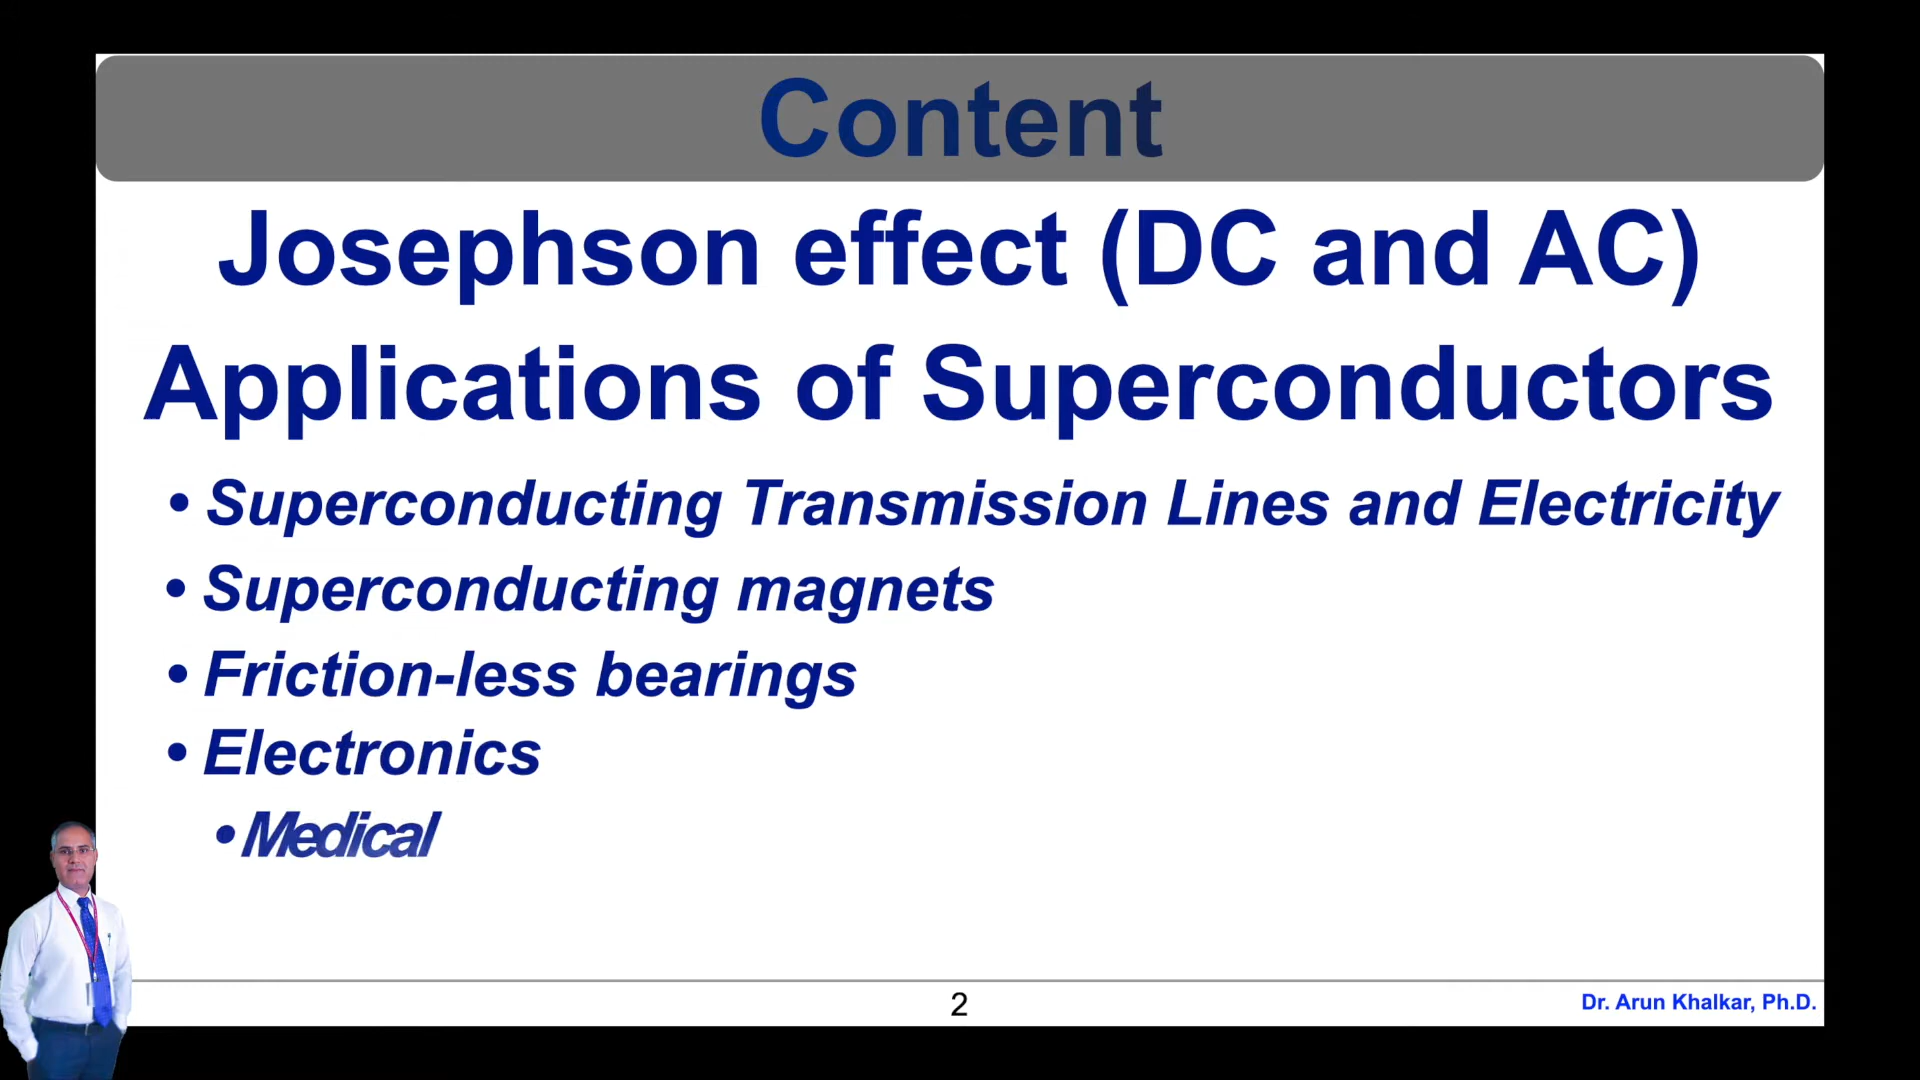 Content
Josephson effect (DC and AC)
Applications of Superconductors
• Superconducting Transmission Lines and Electricity
• Superconducting magnets
• Friction-less bearings
• Electronics
• Medical
2
Dr. Arun Khalkar, Ph.D.